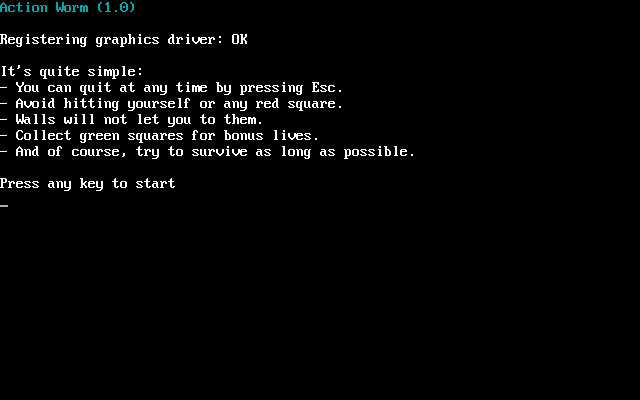 Action Worm (1.0)
Registering graphics driver: OK
It's quite simple:
- You can quit at any time by pressing Esc.
- Avoid hitting yourself or any red square.
- Walls will not let you to them.
- Collect green squares for bonus lives.
- And of course, try to survive as long as possible.
Press any key to start